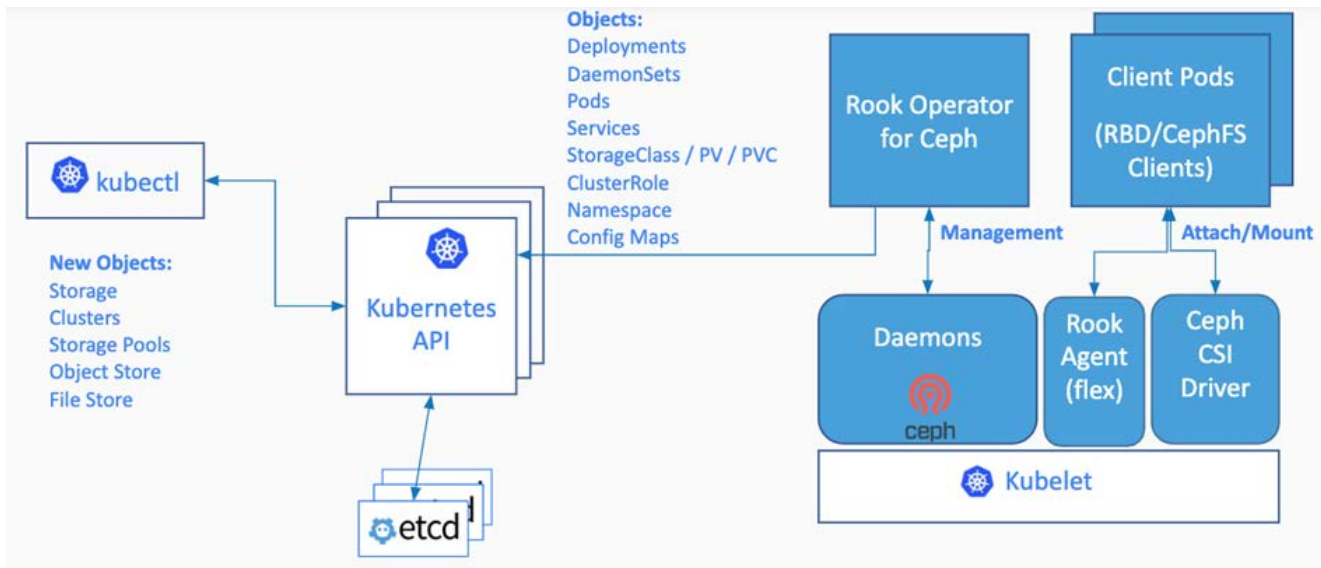 kubectl
New Objects:
Storage
Clusters
Storage Pools
Object Store
File Store
Kubernetes
API
etcd
Objects:
Deployments
DaemonSets
Pods
Services
StorageClass / PV / PVC
ClusterRole
Namespace
Config Maps
Rook Operator
for Ceph
Client Pods
(RBD/CephFS
Clients)
Management
Attach/Mount
Daemons
ceph
Rook
Agent
(flex)
Ceph
CSI
Driver
Kubelet